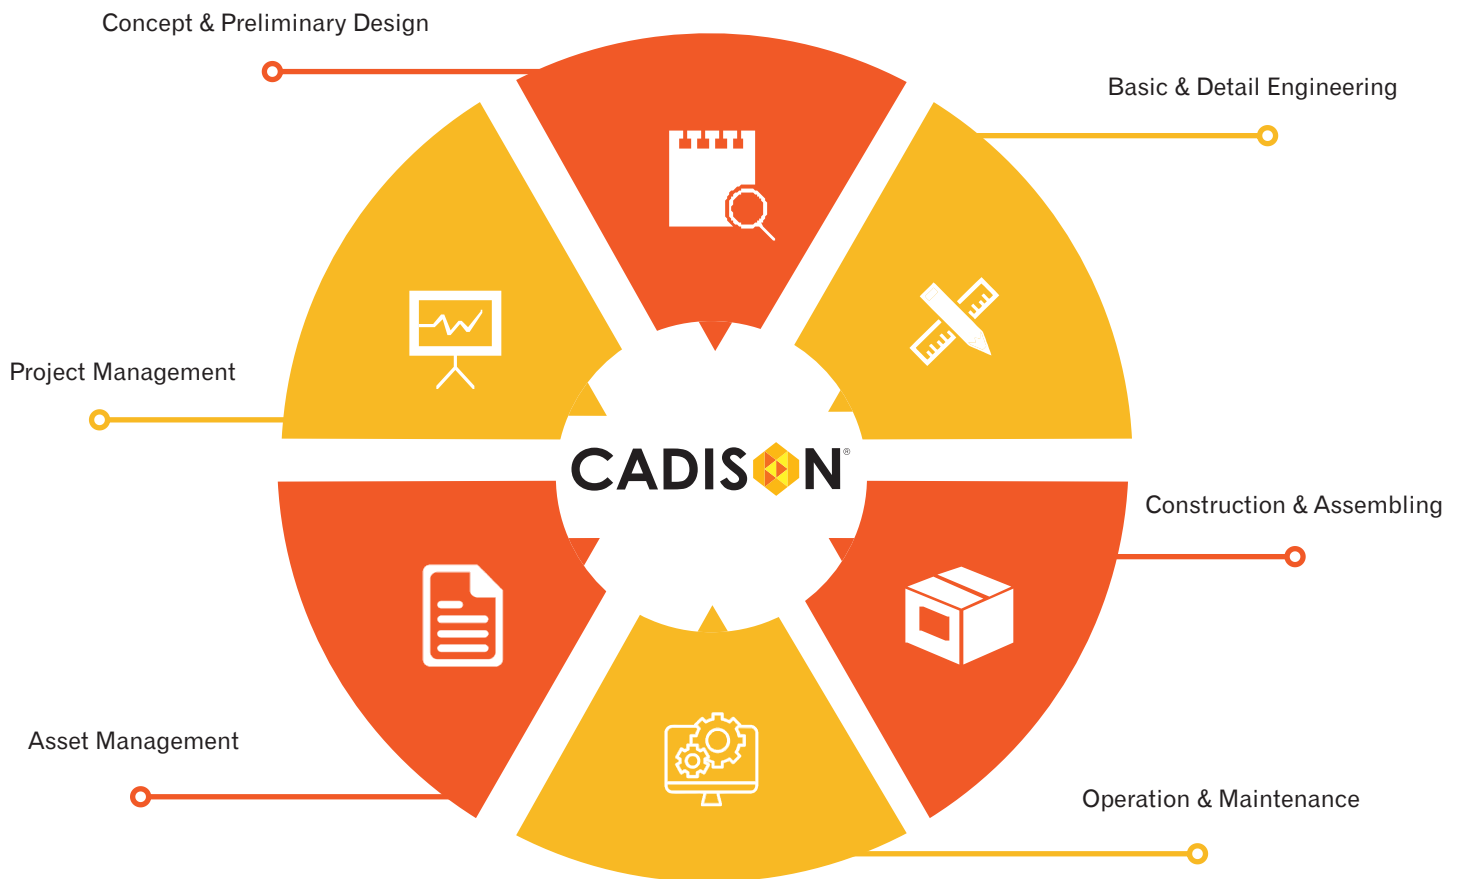 Concept & Preliminary Design
Basic & Detail Engineering
Project Management
CADISON®
Construction & Assembling
Asset Management
Operation & Maintenance